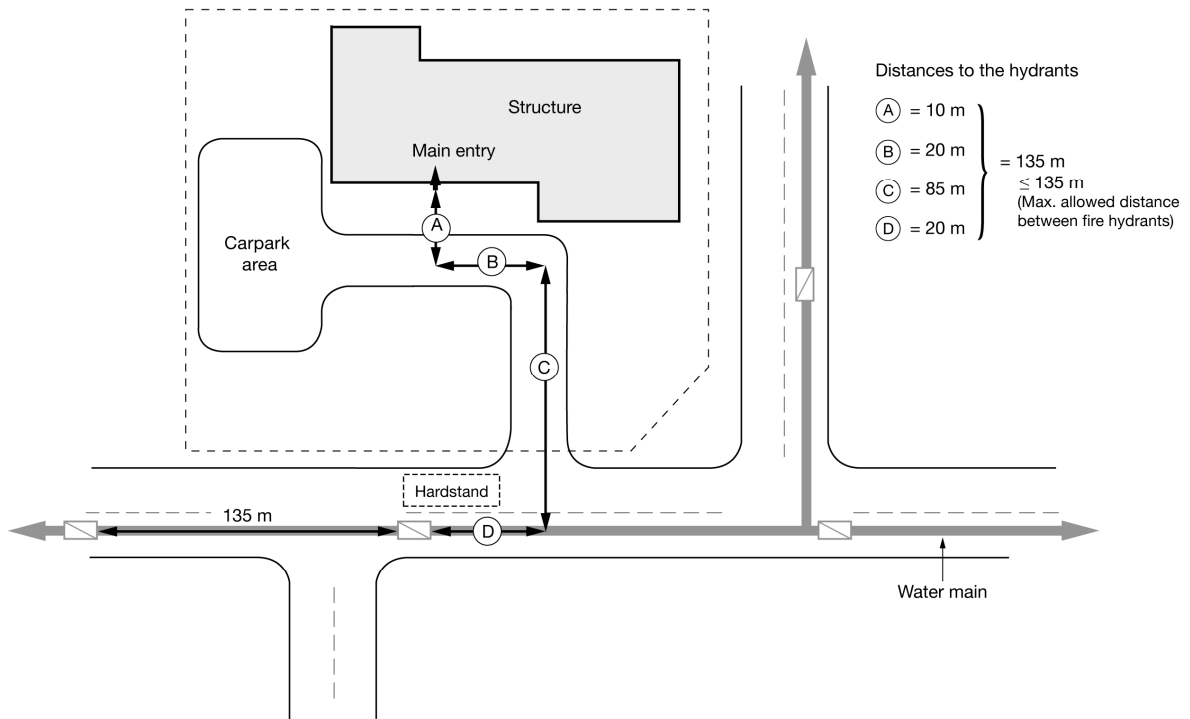 Structure
Main entry
A
B
Carpark
area
C
Hardstand
135 m
D
Water main
Distances to the hydrants
A = 10 m
B = 20 m
C = 85 m
D = 20 m
= 135 m
≤ 135 m
(Max. allowed distance
between fire hydrants)